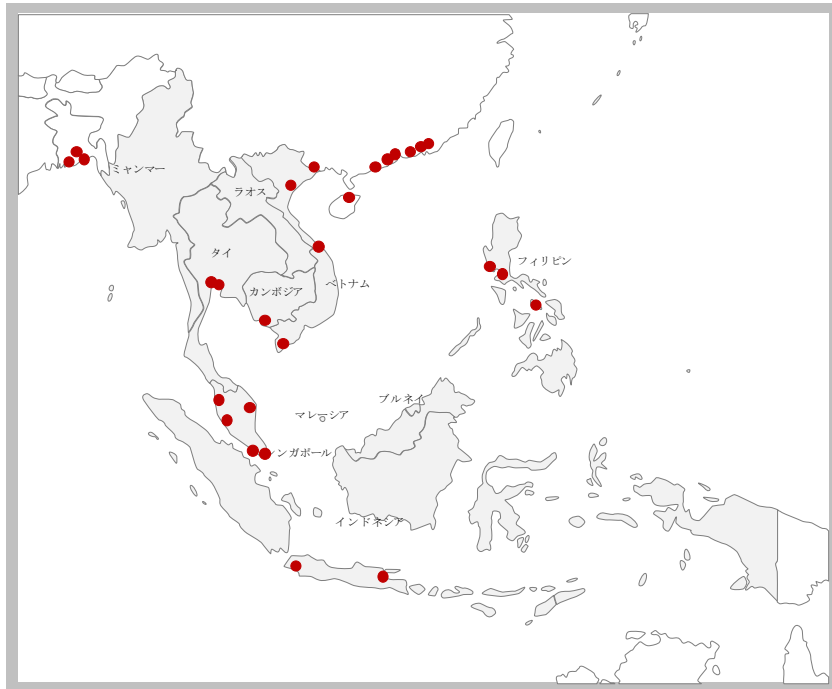 ミャンマー
ラオス
タイ
フィリピン
ベトナム
カンボジア
ブルネイ
マレーシア
ンガポール
インドネシア